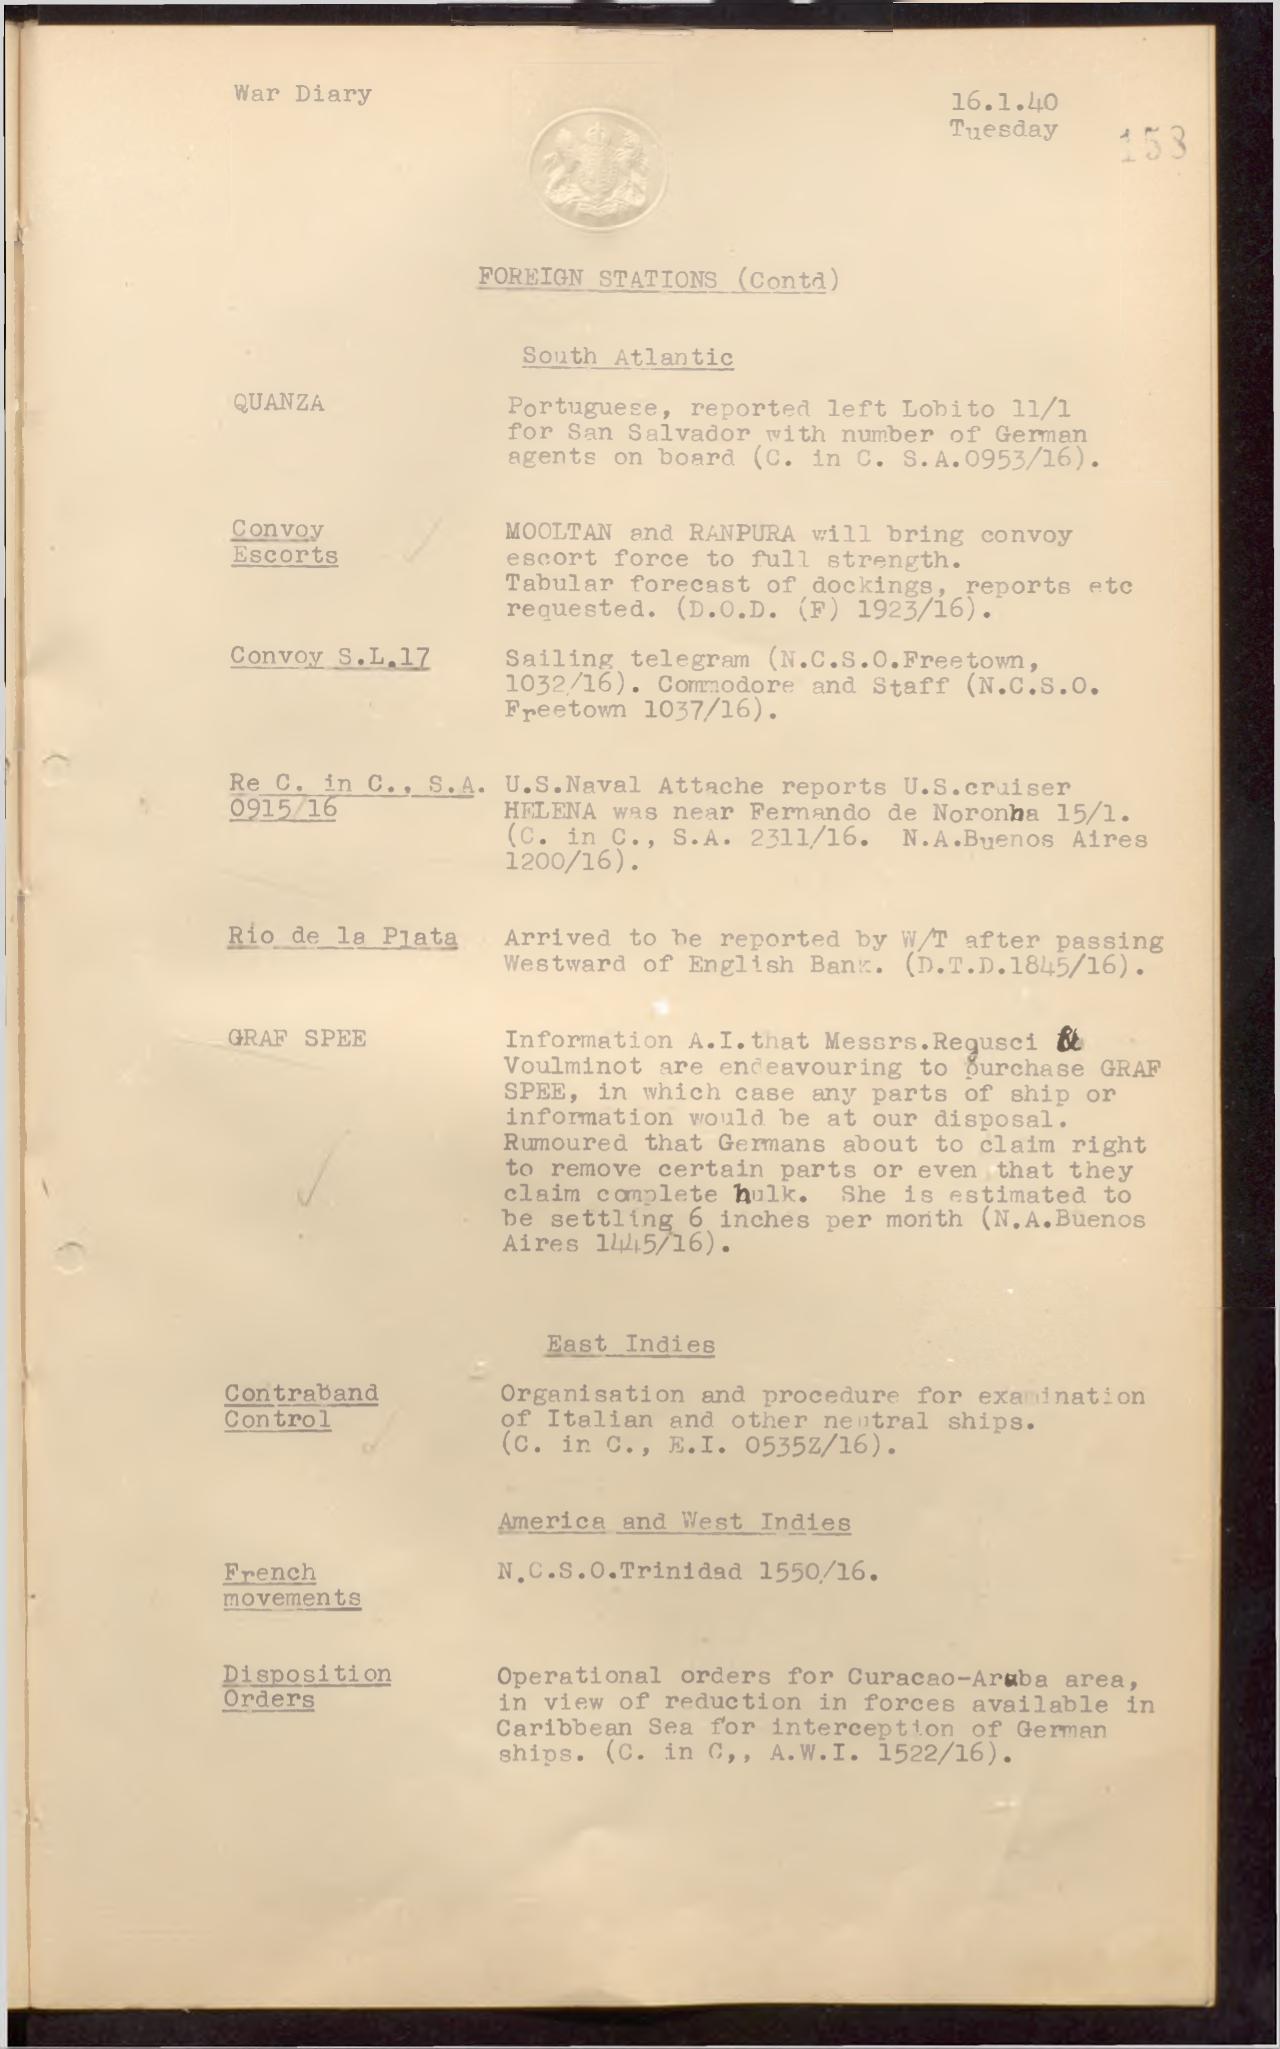 War Diary
16.1.40
Tuesday
153
FOREIGN STATIONS (Contd)
South Atlantic
QUANZA
Portuguese, reported left Lobito 11/1
for San Salvador with number of German
agents on board (C. in C. S.A.0953/16).
Convoy
Escorts
MOOLTAN and RANPURA will bring convoy
escort force to full strength.
Tabular forecast of dockings, reports etc
requested. (D.O.D. (F) 1923/16).
Convoy S.L.17
Sailing telegram (N.C.S.O.Freetown,
1032/16). Commodore and Staff (N.C.S.O.
Freetown 1037/16).
Re C. in C., S.A.
0915/16
U.S.Naval Attache reports U.S.cruiser
HELENA was near Fernando de Noronha 15/1.
(C. in C., S.A. 2311/16. N.A.Buenos Aires
1200/16).
Rio de la Plata
Arrived to be reported by W/T after passing
Westward of English Bank. (D.T.D.1845/16).
GRAF SPEE
Information A.I.that Messrs.Regusci &
Voulminot are endeavouring to purchase GRAF
SPEE, in which case any parts of ship or
information would be at our disposal.
Rumoured that Germans about to claim right
to remove certain parts or even that they
claim complete hulk. She is estimated to
be settling 6 inches per month (N.A.Buenos
Aires 1445/16).
East Indies
Contraband
Control
Organisation and procedure for examination
of Italian and other neutral ships.
(C. in C., E.I. 0535Z/16).
America and West Indies
French
movements
N.C.S.O.Trinidad 1550/16.
Disposition
Orders
Operational orders for Curacao-Aruba area,
in view of reduction in forces available in
Caribbean Sea for interception of German
ships. (C. in C,, A.W.I. 1522/16).